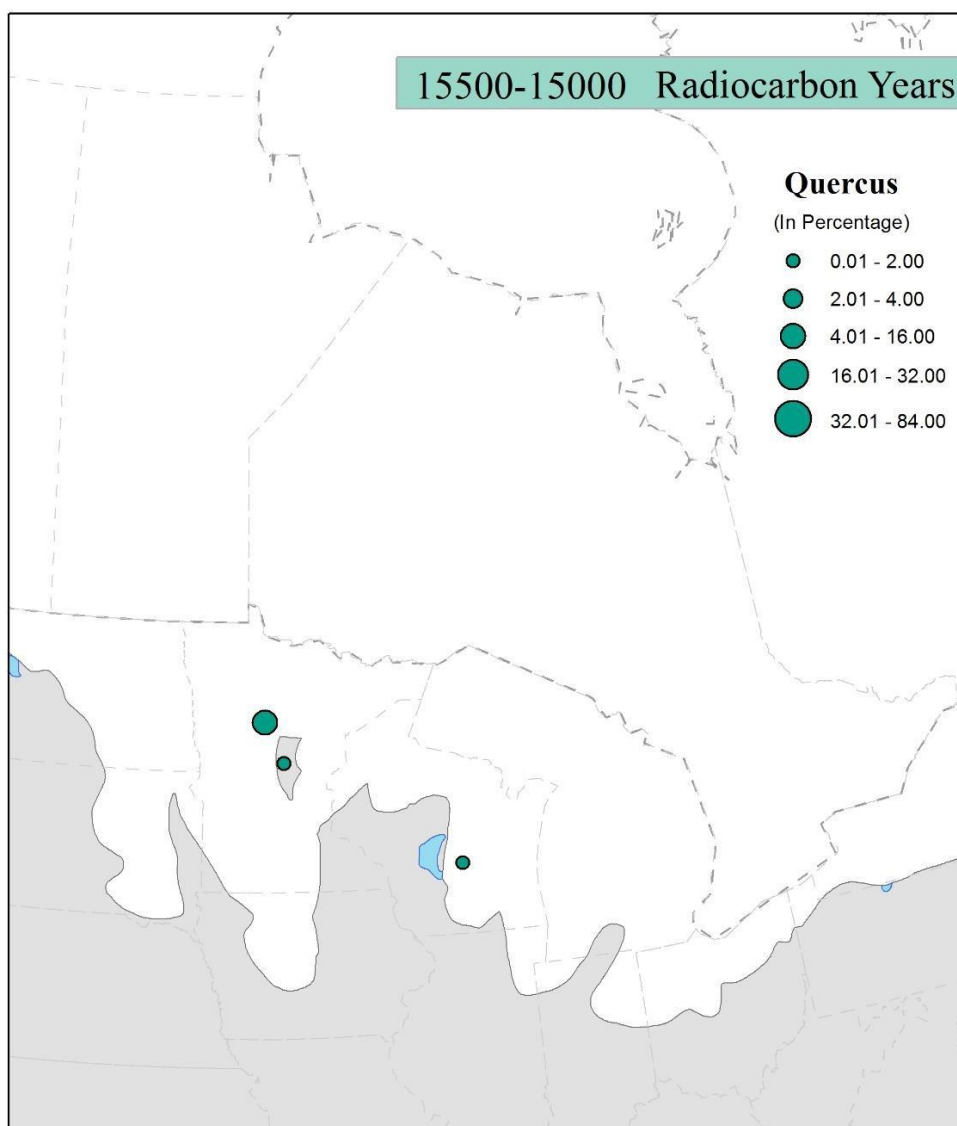 15500-15000 Radiocarbon Years
Quercus
(In Percentage)
0.01 - 2.00
2.01 - 4.00
4.01 - 16.00
16.01 - 32.00
32.01 - 84.00